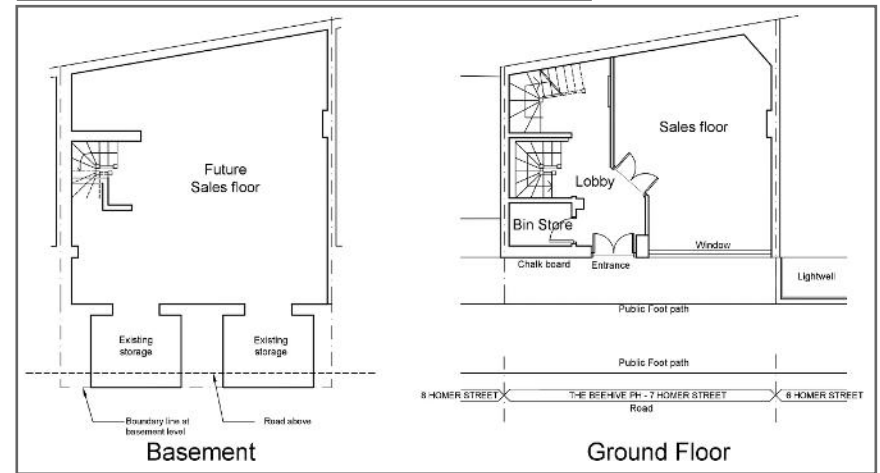 Future
Sales floor
Existing
storage
Existing
storage
Boundary line at
basement level
Road above
Basement
Sales floor
Lobby
Bin Store
Window
Chalk board
Entrance
Lightwell
Public Foot path
Public Foot path
8 HOMER STREET
THE BEEHIVE PH - 7 HOMER STREET
6 HOMER STREET
Road
Ground Floor